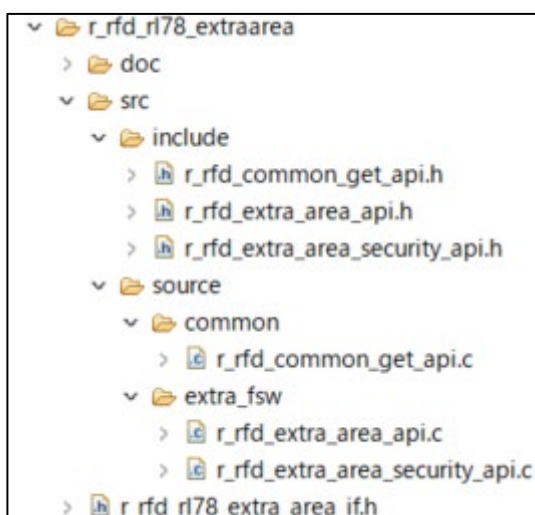 r_rfd_rl78_extraarea
doc
src
include
r_rfd_common_get_api.h
r_rfd_extra_area_api.h
r_rfd_extra_area_security_api.h
source
common
r_rfd_common_get_api.c
extra_fsw
r_rfd_extra_area_api.c
r_rfd_extra_area_security_api.c
r_rfd_rl78_extra_area_if.h